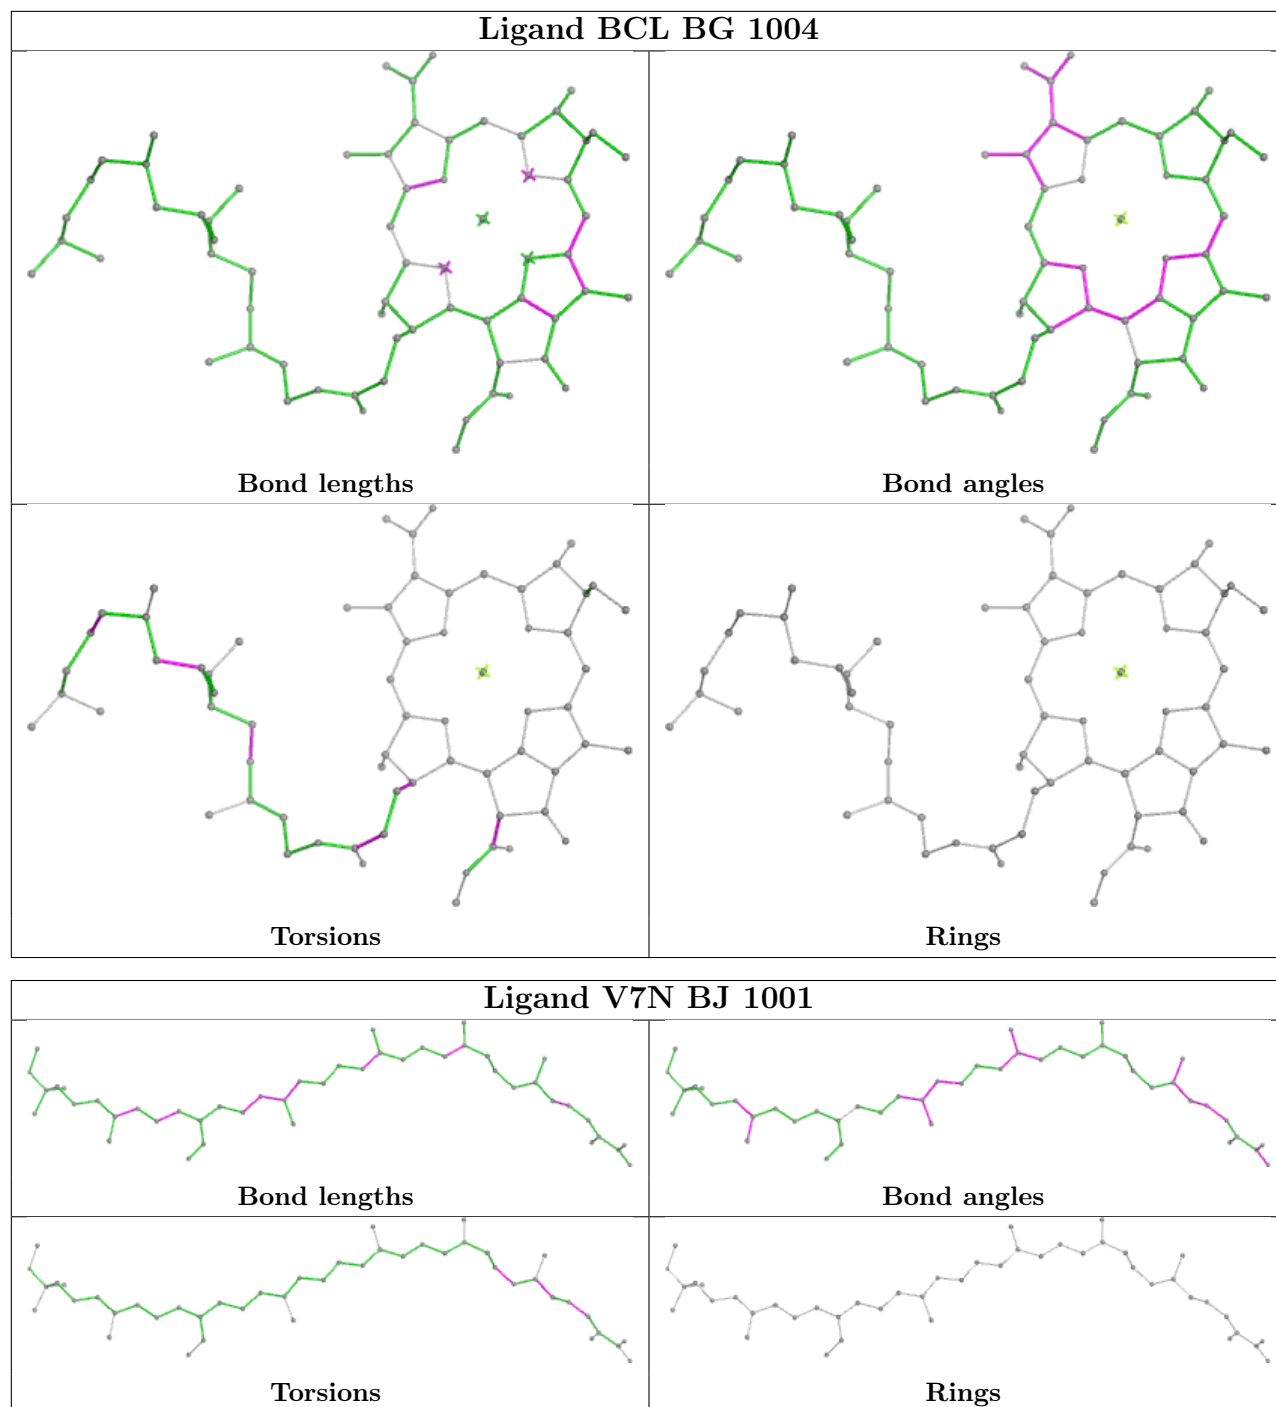 Ligand BCL BG 1004
Bond lengths
Bond angles
Torsions
Rings
Ligand V7N BJ 1001
Bond lengths
Bond angles
Torsions
Rings